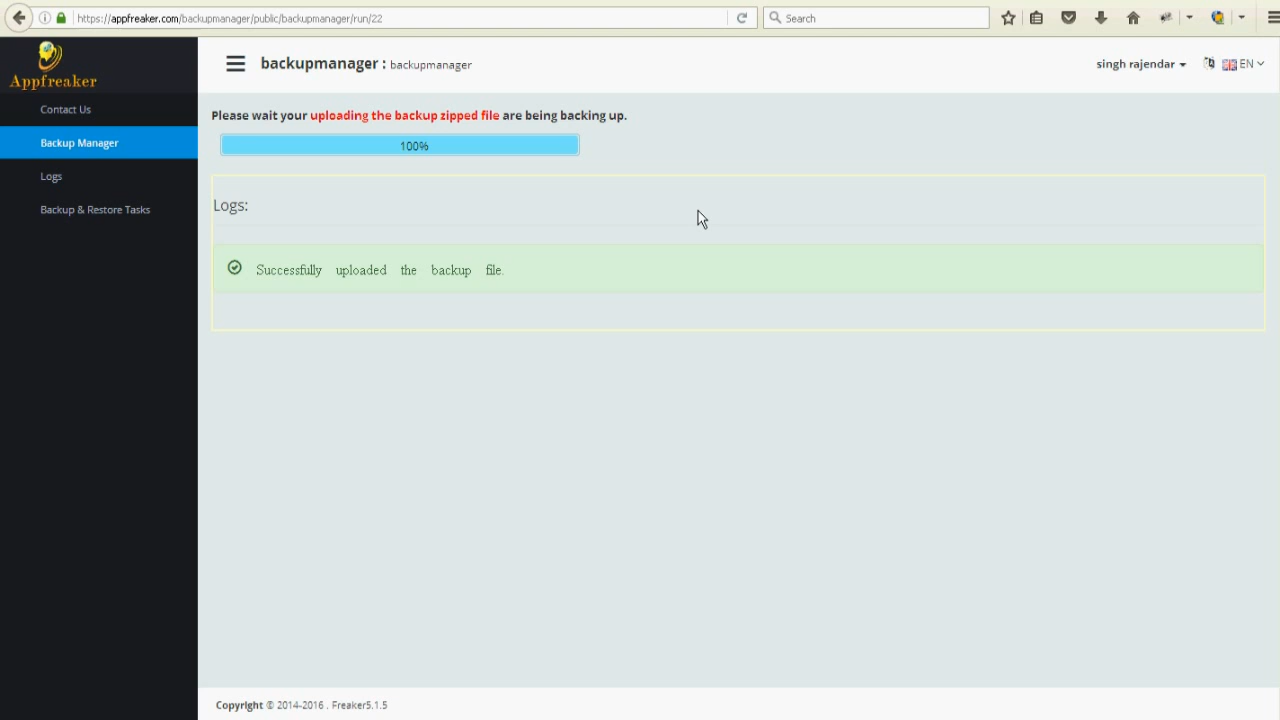 https://appfreaker.com/backupmanager/public/backupmanager/run/22
Search
Appfreaker
backupmanager : backupmanager
singh rajendar
EN
Contact Us
Backup Manager
Logs
Backup & Restore Tasks
Please wait your uploading the backup zipped file are being backing up.
100%
Logs:
Successfully uploaded the backup file.
Copyright © 2014-2016 . Freaker5.1.5